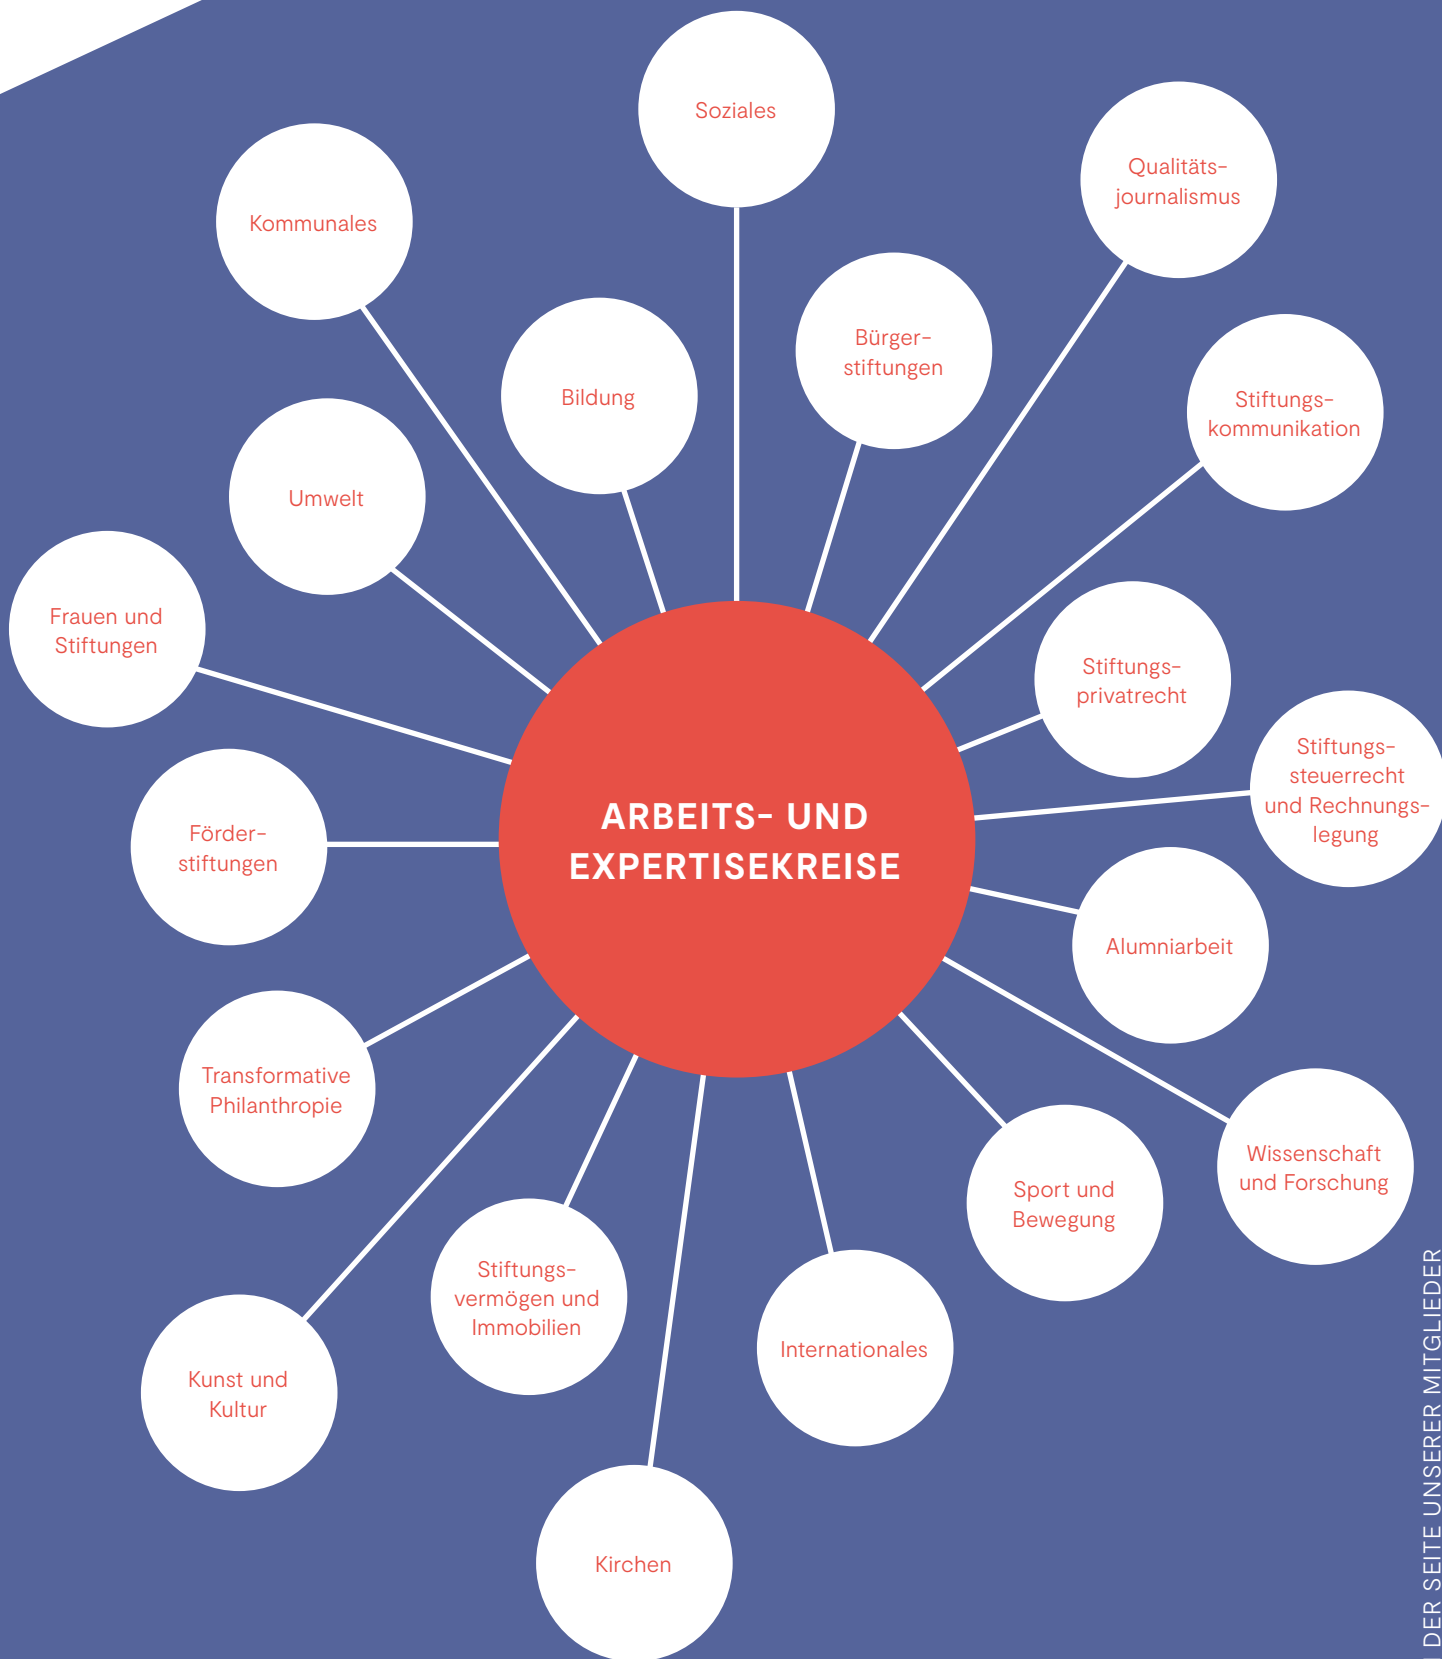 Soziales
Qualitäts-
journalismus
Kommunales
Bürger-
stiftungen
Bildung
Stiftungs-
kommunikation
Umwelt
Frauen und
Stiftungen
Stiftungs-
privatrecht
Stiftungs-
steuerrecht
und Rechnungs-
legung
ARBEITS- UND
EXPERTISEKREISE
Förder-
stiftungen
Alumniarbeit
Transformative
Philanthropie
Wissenschaft
und Forschung
Sport und
Bewegung
Stiftungs-
vermögen und
Immobilien
Internationales
Kunst und
Kultur
Kirchen
DER SEITE UNSERER MITGLIEDER